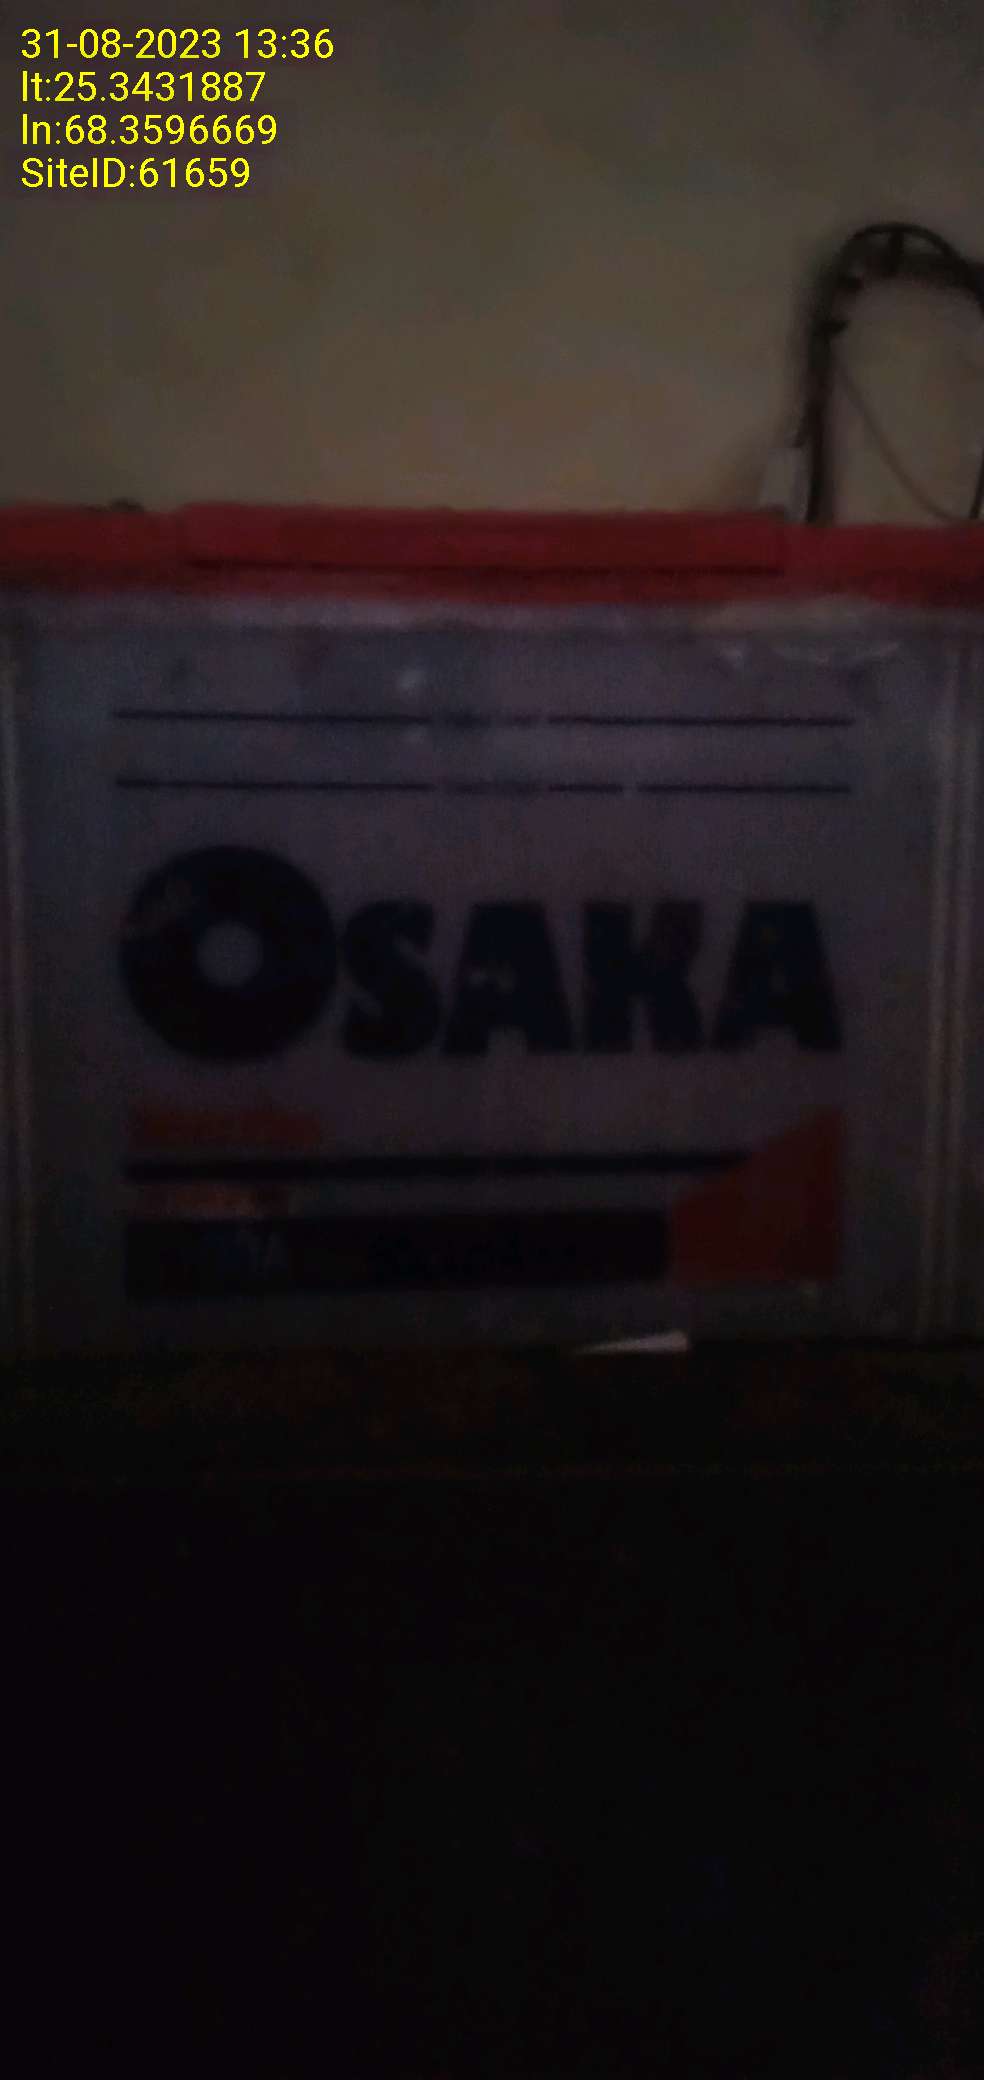 31-08-2023 13:36
lt:25.3431887
ln:68.3596669
SiteID:61659
OSAKA